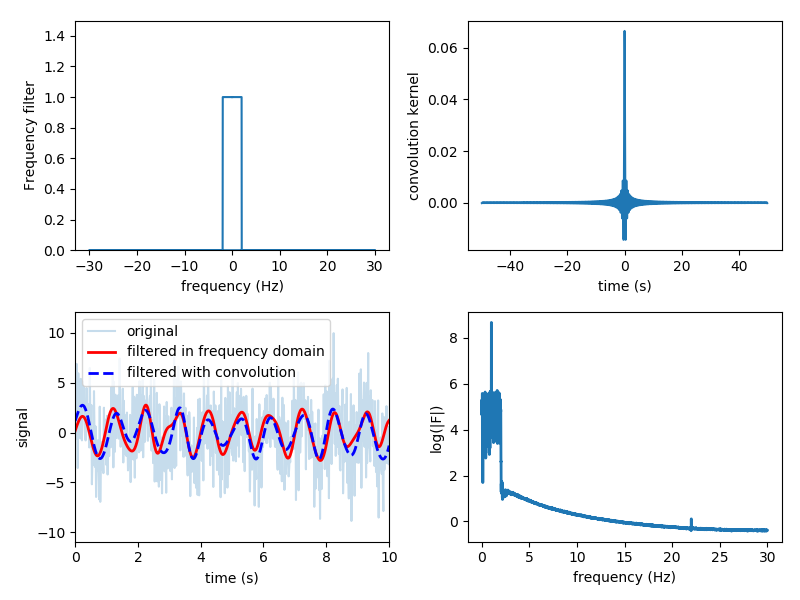 1.4
1.2
1.0
0.8
0.6
0.4
0.2
0.0
Frequency filter
−30 −20 −10 0 10 20 30
frequency (Hz)
0.06
0.04
0.02
0.00
convolution kernel
−40 −20 0 20 40
time (s)
original
filtered in frequency domain
filtered with convolution
10
5
0
−5
−10
signal
0 2 4 6 8 10
time (s)
8
6
4
2
0
log(|F|)
0 5 10 15 20 25 30
frequency (Hz)